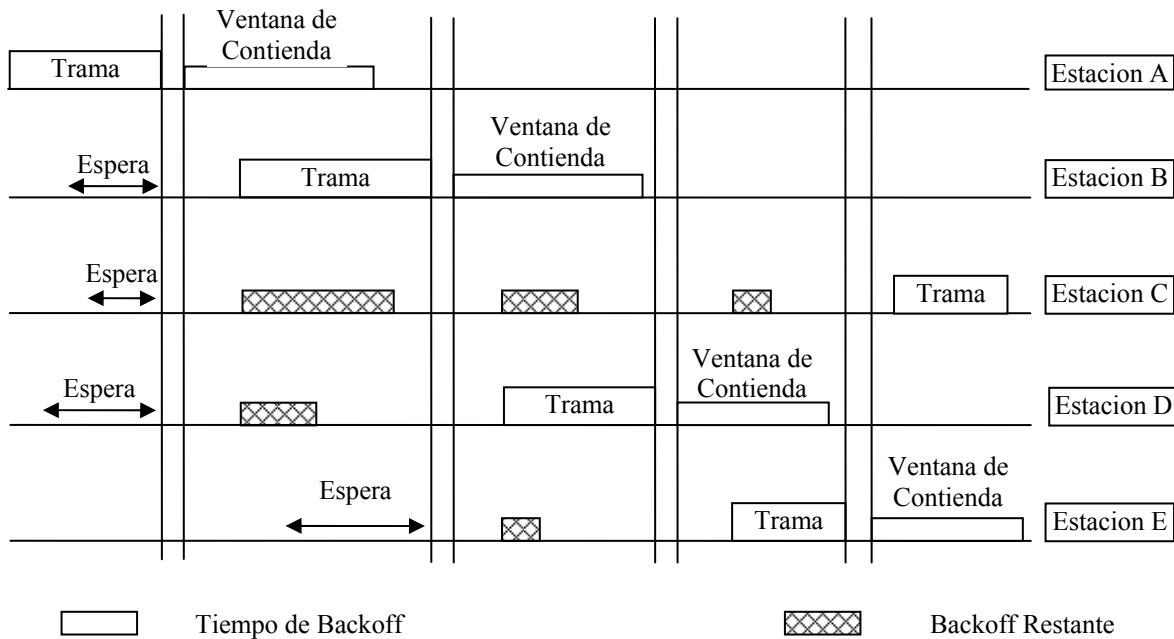 Ventana de
Contienda
Trama
Estacion A
Ventana de
Contienda
Espera
Trama
Estacion B
Espera
Trama
Estacion C
Ventana de
Contienda
Espera
Trama
Estacion D
Ventana de
Contienda
Espera
Trama
Estacion E
Tiempo de Backoff
Backoff Restante